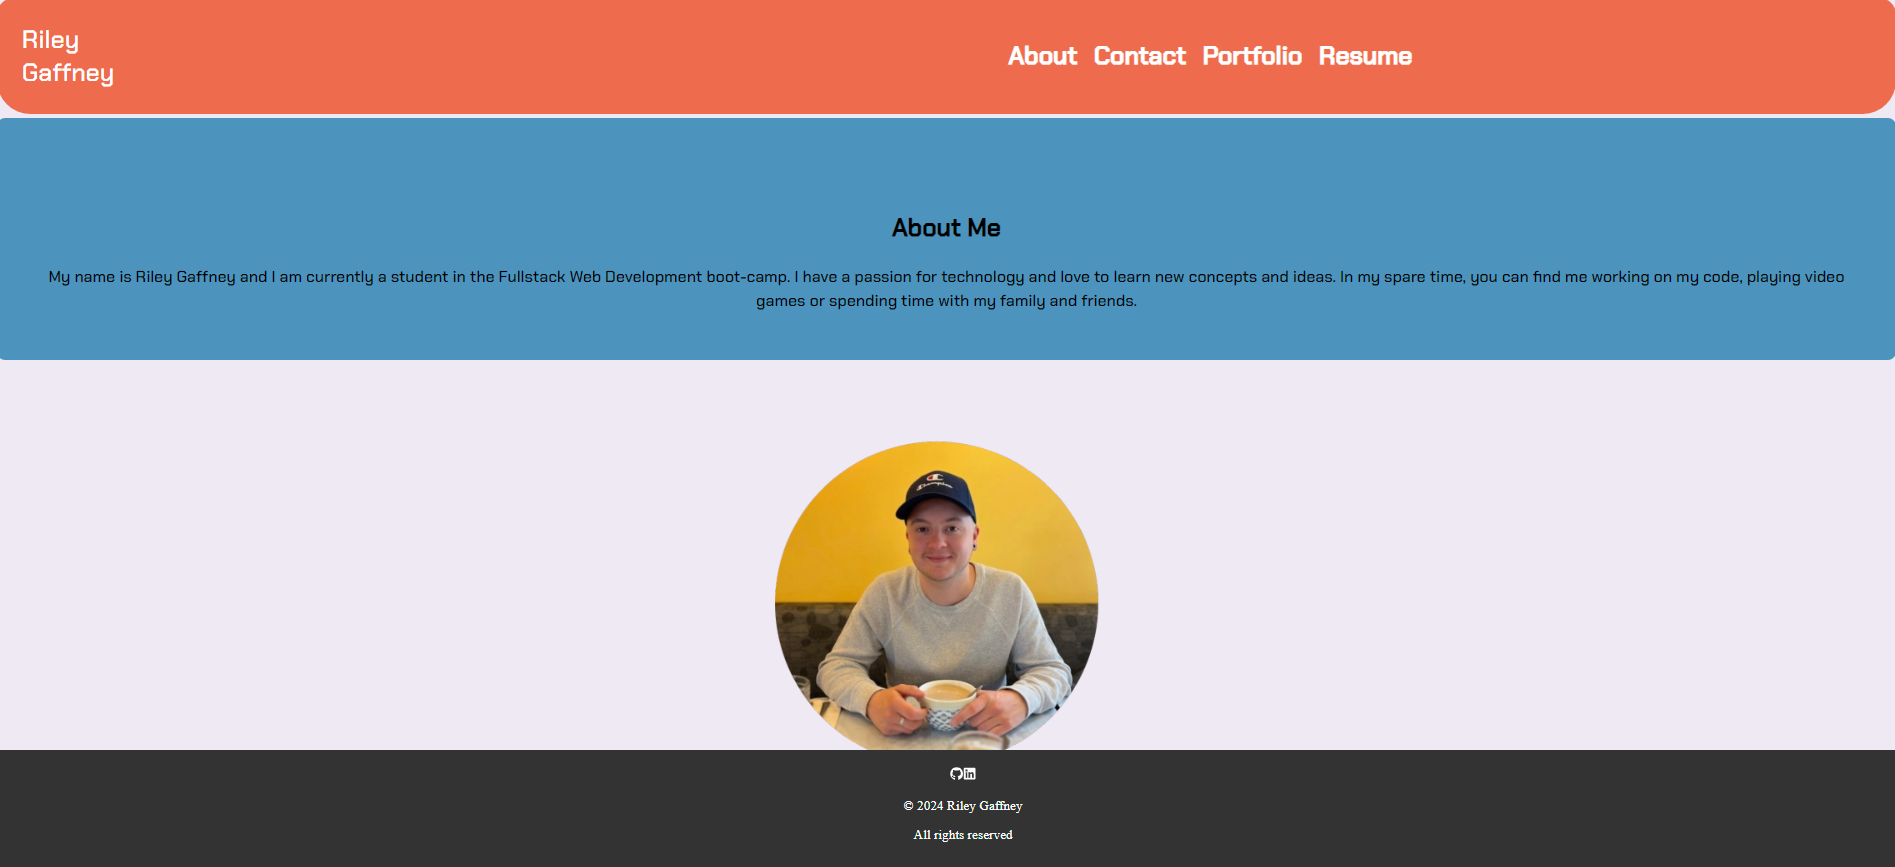 Riley
Gaffney
About Contact Portfolio Resume
About Me
My name is Riley Gaffney and I am currently a student in the Fullstack Web Development boot-camp. I have a passion for technology and love to learn new concepts and ideas. In my spare time, you can find me working on my code, playing video
games or spending time with my family and friends.
Champion
© 2024 Riley Gaffney
All rights reserved